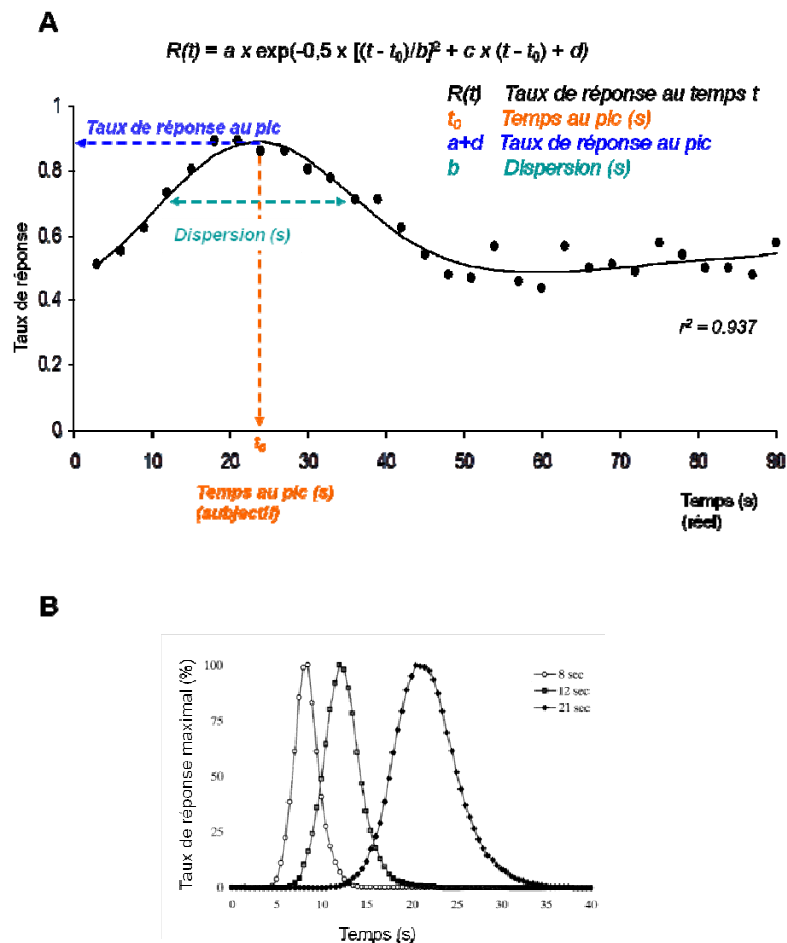 A
R(t) = a x exp(-0,5 x [(t - t₀)/b]² + c x (t - t₀) + d)
R(t) Taux de réponse au temps t
t₀ Temps au pic (s)
a+d Taux de réponse au pic
b Dispersion (s)
Taux de réponse au pic
Dispersion (s)
r² = 0.937
Taux de réponse
1
0.8
0.6
0.4
0.2
0
t₀
0 10 20 30 40 50 60 70 80 90
Temps au pic (s)
(subjectif)
Temps (s)
(réel)
B
Taux de réponse maximal (%)
100
75
50
25
0
8 sec
12 sec
21 sec
0 5 10 15 20 25 30 35 40
Temps (s)